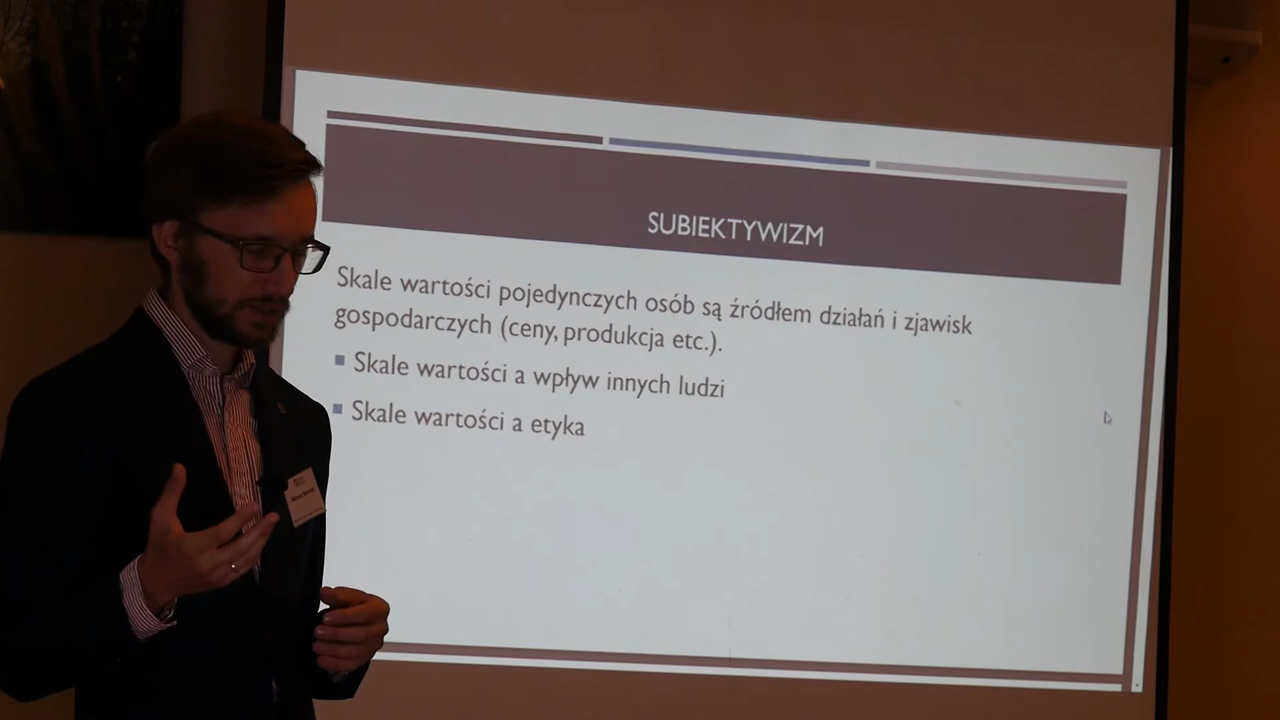 SUBIEKTYWIZM
Skale wartości pojedynczych osób są źródłem działań i zjawisk
gospodarczych (ceny, produkcja etc.).
Skale wartości a wpływ innych ludzi
Skale wartości a etyka